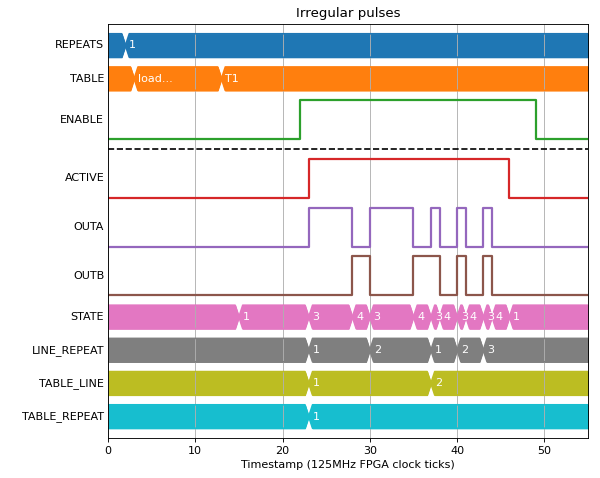 Irregular pulses
REPEATS 1
TABLE load... T1
ENABLE
ACTIVE
OUTA
OUTB
STATE 1 3 4 3 4 3 4 3 4 3 4 1
LINE_REPEAT 1 2 1 2 3
TABLE_LINE 1 2
TABLE_REPEAT 1
0 10 20 30 40 50
Timestamp (125MHz FPGA clock ticks)